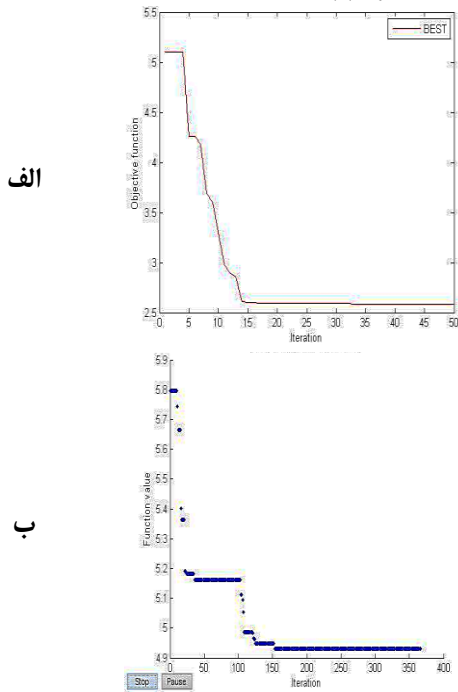 BEST
5.5
5
4.5
4
3.5
3
2.5
Objective function
الف
0 5 10 15 20 25 30 35 40 45 50
Iteration
5.9
5.8
5.7
5.6
5.5
5.4
5.3
5.2
5.1
5
4.9
Function value
ب
0 50 100 150 200 250 300 350 400
Iteration
Stop Pause